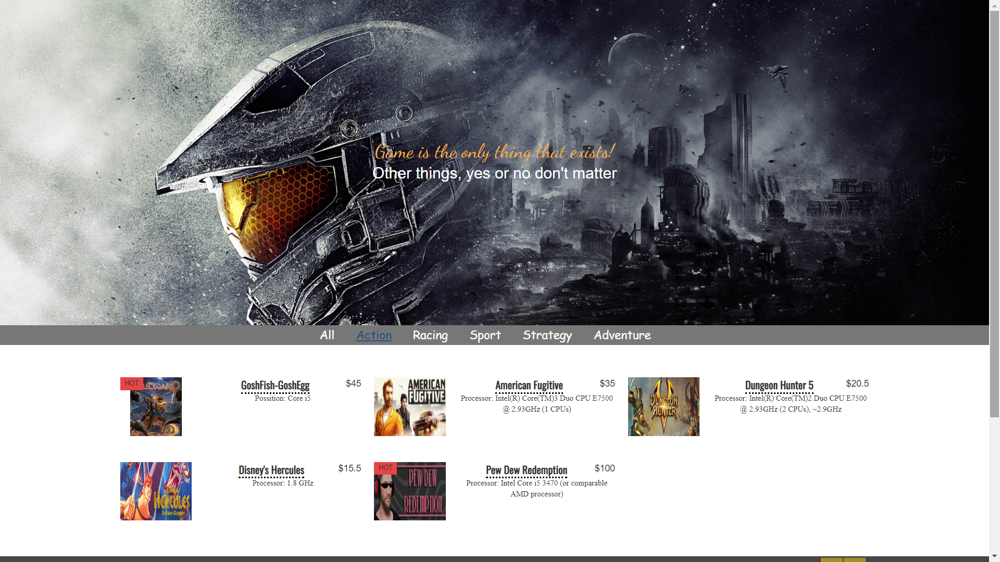 Game is the only thing that exists!
Other things, yes or no don't matter
All Action Racing Sport Strategy Adventure
HOT
GoshFish-GoshEgg
$45
Possition: Core i5
AMERICAN
FUGITIVE
American Fugitive
$35
Processor: Intel(R) Core(TM)3 Duo CPU E7500
@ 2.93GHz (1 CPUs)
DUNGEON
HUNTER
Dungeon Hunter 5
$20.5
Processor: Intel(R) Core(TM)2 Duo CPU E7500
@ 2.93GHz (2 CPUs), ~2.9GHz
Disney's
HERCULES
Action Game
Disney's Hercules
$15.5
Processor: 1.8 GHz
HOT
PEW DEW
REDEMPTION
Pew Dew Redemption
$100
Processor: Intel Core i5 3470 (or comparable
AMD processor)